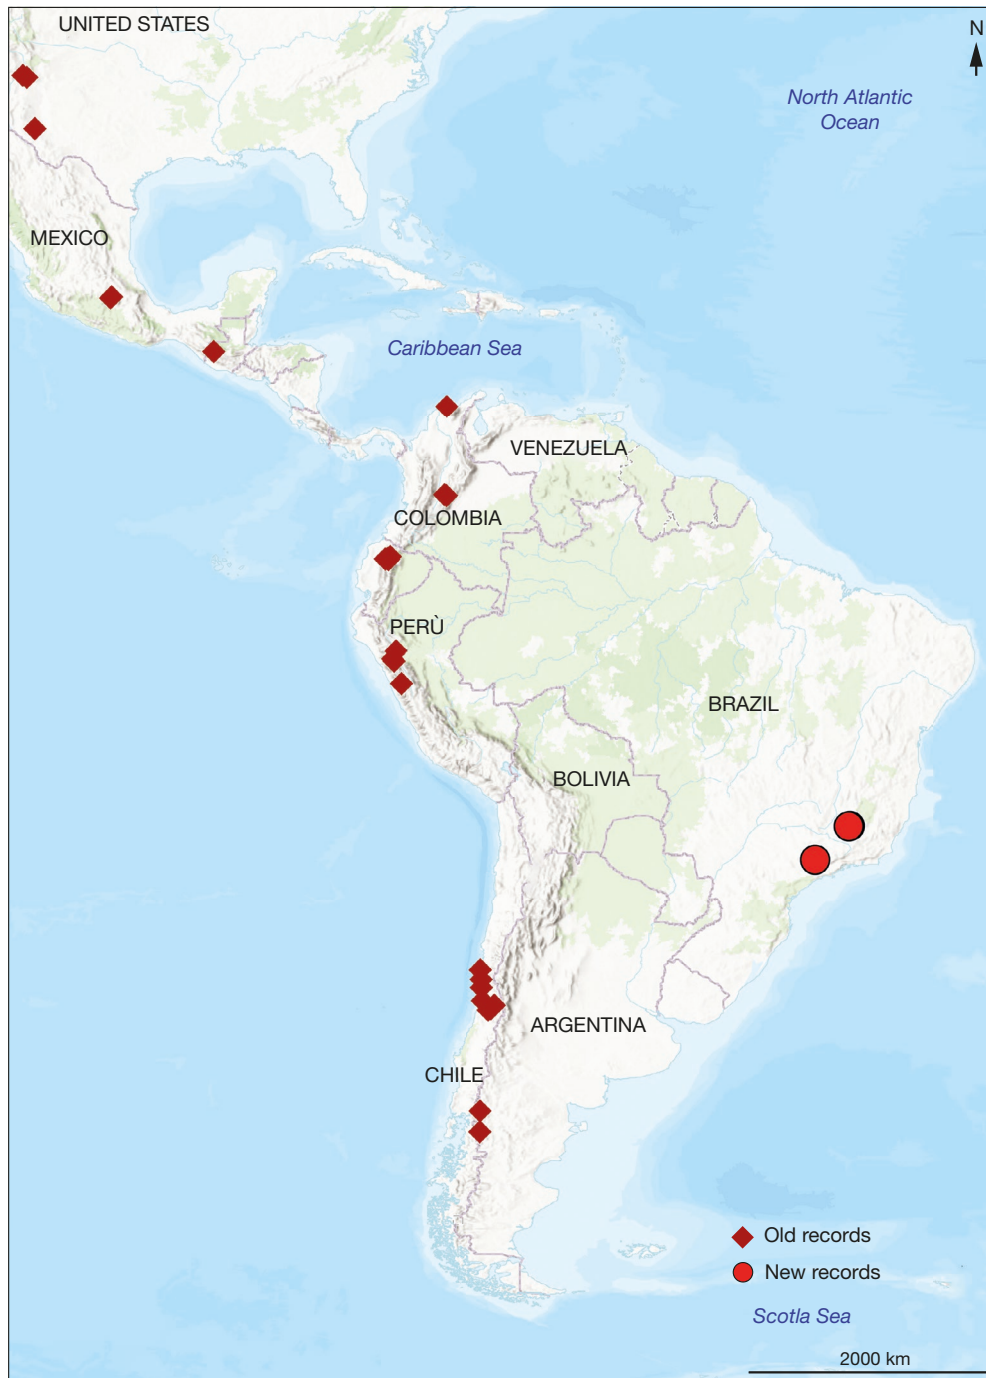 UNITED STATES
N
North Atlantic
Ocean
MEXICO
Caribbean Sea
VENEZUELA
COLOMBIA
PERÙ
BRAZIL
BOLIVIA
ARGENTINA
CHILE
Old records
New records
Scotla Sea
2000 km